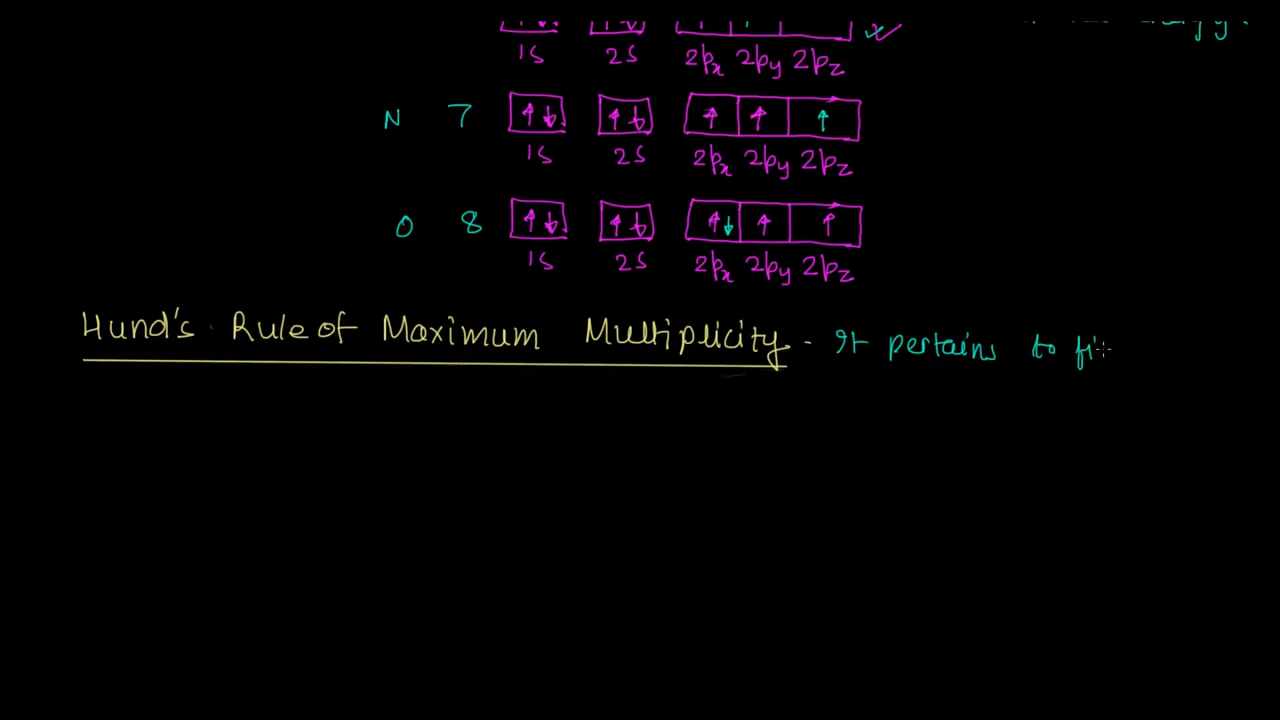 1s 2s 2px 2py 2pz
N 7
1s 2s 2px 2py 2pz
O 8
1s 2s 2px 2py 2pz
Hund's Rule of Maximum Multiplicity - It pertains to fi